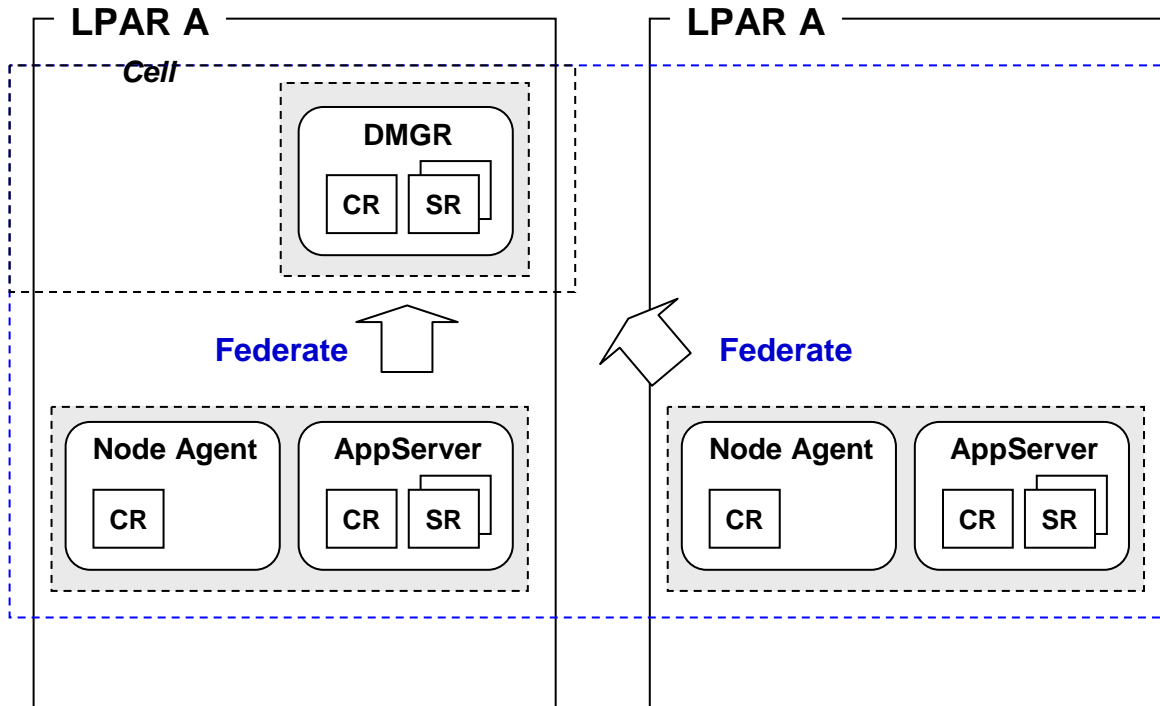 LPAR A
LPAR A
Cell
DMGR
CR SR
Federate
Federate
Node Agent AppServer
CR CR SR
Node Agent AppServer
CR CR SR